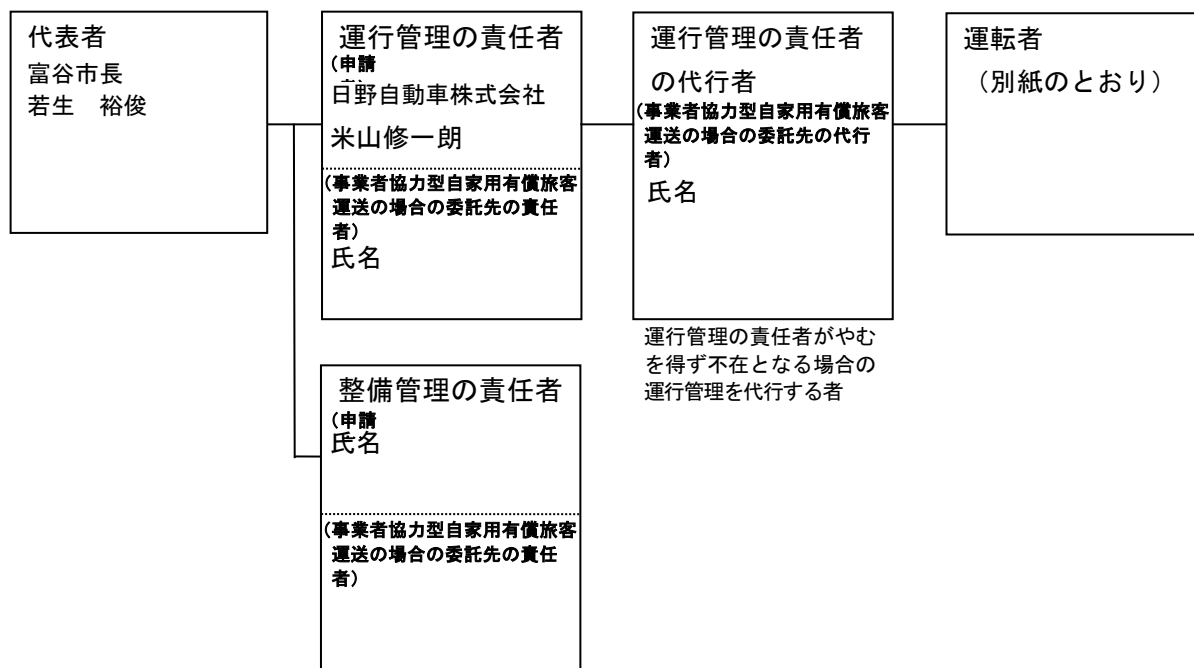 代表者
富谷市長
若生　裕俊
運行管理の責任者
(申請
日野自動車株式会社
米山修一朗
(事業者協力型自家用有償旅客
運送の場合の委託先の責任
者)
氏名
運行管理の責任者
の代行者
(事業者協力型自家用有償旅客
運送の場合の委託先の代行
者)
氏名
運行管理の責任者がやむ
を得ず不在となる場合の
運行管理を代行する者
運転者
（別紙のとおり）
整備管理の責任者
(申請
氏名
(事業者協力型自家用有償旅客
運送の場合の委託先の責任
者)